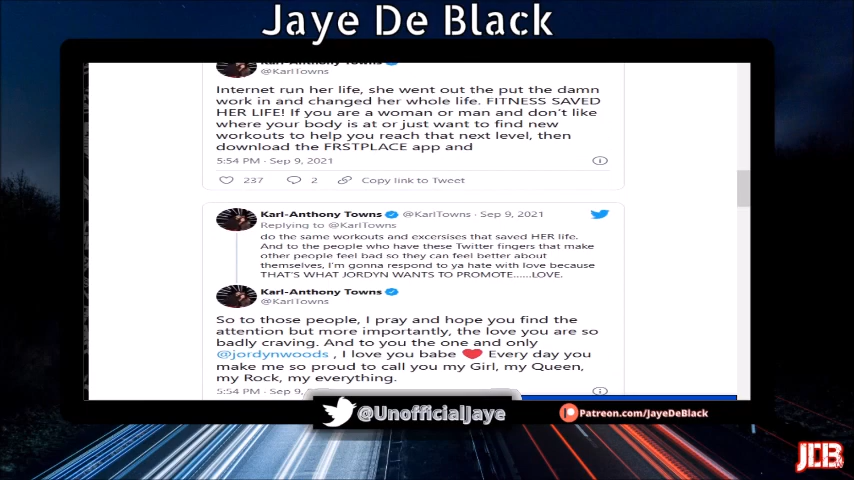 Jaye De Black
Karl-Anthony Towns
@KarlTowns
Internet run her life, she went out the put the damn
work in and changed her whole life. FITNESS SAVED
HER LIFE! If you are a woman or man and don't like
where your body is at or just want to find new
workouts to help you reach that next level, then
download the FRSTPLACE app and
5:54 PM · Sep 9, 2021
237 2 Copy link to Tweet
Karl-Anthony Towns @KarlTowns · Sep 9, 2021
Replying to @KarlTowns
do the same workouts and excersises that saved HER life.
And to the people who have these Twitter fingers that make
other people feel bad so they can feel better about
themselves, I'm gonna respond to ya hate with love because
THAT'S WHAT JORDYN WANTS TO PROMOTE......LOVE.
Karl-Anthony Towns
@KarlTowns
So to those people, I pray and hope you find the
attention but more importantly, the love you are so
badly craving. And to you the one and only
@jordynwoods , I love you babe ❤️ Every day you
make me so proud to call you my Girl, my Queen,
my Rock, my everything.
5:54 PM · Sep 9,
@UnofficialJaye
Patreon.com/JayeDeBlack
JDB